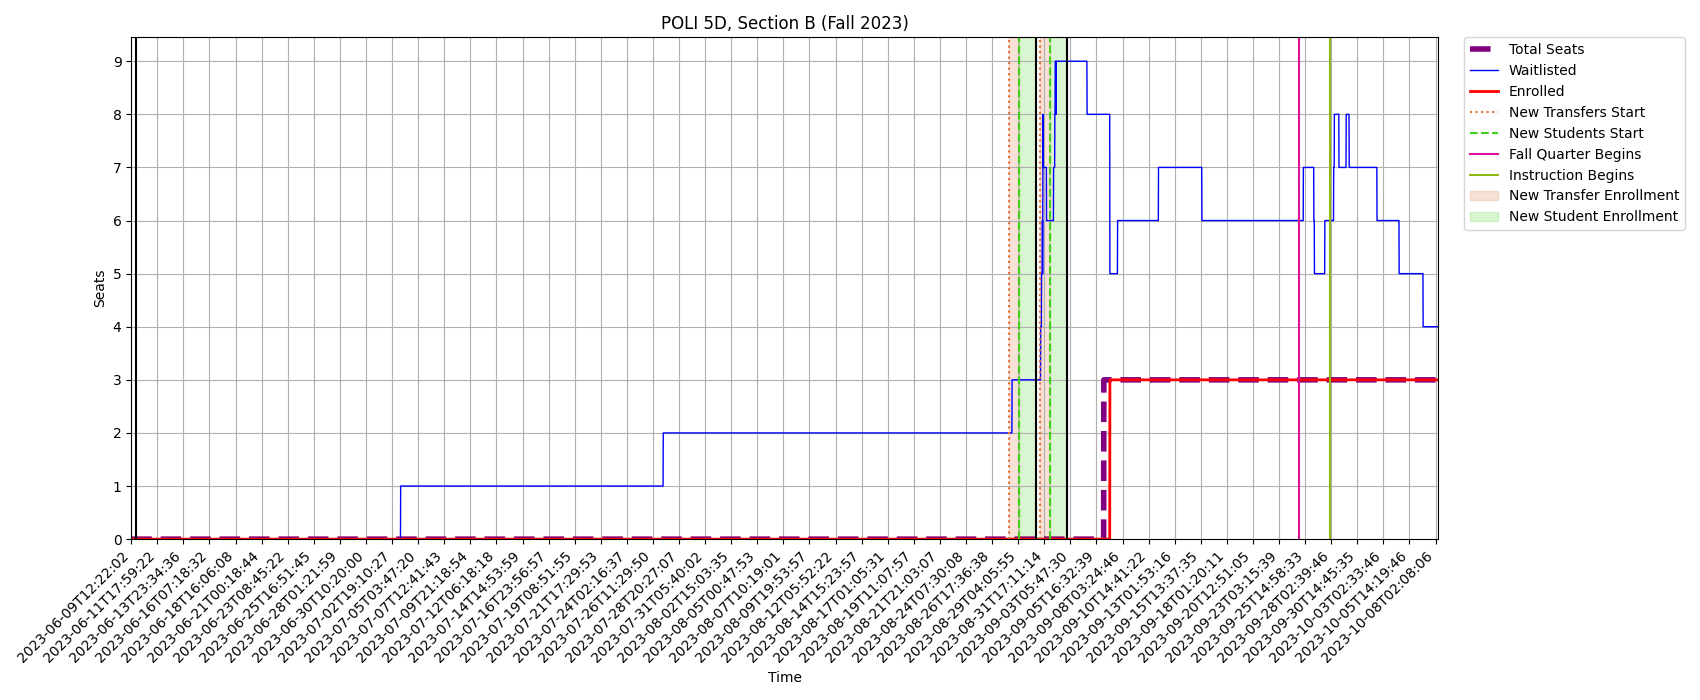 POLI 5D, Section B (Fall 2023)
Seats
9
8
7
6
5
4
3
2
1
0
2023-06-09T12:22:02
2023-06-11T17:59:22
2023-06-13T23:34:36
2023-06-16T07:18:32
2023-06-18T16:06:08
2023-06-21T00:18:44
2023-06-23T08:45:22
2023-06-25T16:51:45
2023-06-28T01:21:59
2023-06-30T10:20:00
2023-07-02T19:10:27
2023-07-05T03:47:20
2023-07-07T12:41:43
2023-07-09T21:18:54
2023-07-12T06:18:18
2023-07-14T14:53:59
2023-07-16T23:56:57
2023-07-19T08:51:55
2023-07-21T17:29:53
2023-07-24T02:16:37
2023-07-26T11:29:50
2023-07-28T20:27:07
2023-07-31T05:40:02
2023-08-02T15:03:35
2023-08-05T00:47:53
2023-08-07T10:19:01
2023-08-09T19:53:57
2023-08-12T05:52:22
2023-08-14T15:23:57
2023-08-17T01:05:31
2023-08-19T11:07:57
2023-08-21T21:03:07
2023-08-24T07:30:08
2023-08-26T17:36:38
2023-08-29T04:05:55
2023-08-31T17:11:14
2023-09-03T05:47:30
2023-09-05T16:32:39
2023-09-08T03:24:46
2023-09-10T14:41:22
2023-09-13T01:53:16
2023-09-15T13:37:35
2023-09-18T01:20:11
2023-09-20T12:51:05
2023-09-23T03:15:39
2023-09-25T14:58:33
2023-09-28T02:39:46
2023-09-30T14:45:35
2023-10-03T02:33:46
2023-10-05T14:19:46
2023-10-08T02:08:06
Time
Total Seats
Waitlisted
Enrolled
New Transfers Start
New Students Start
Fall Quarter Begins
Instruction Begins
New Transfer Enrollment
New Student Enrollment